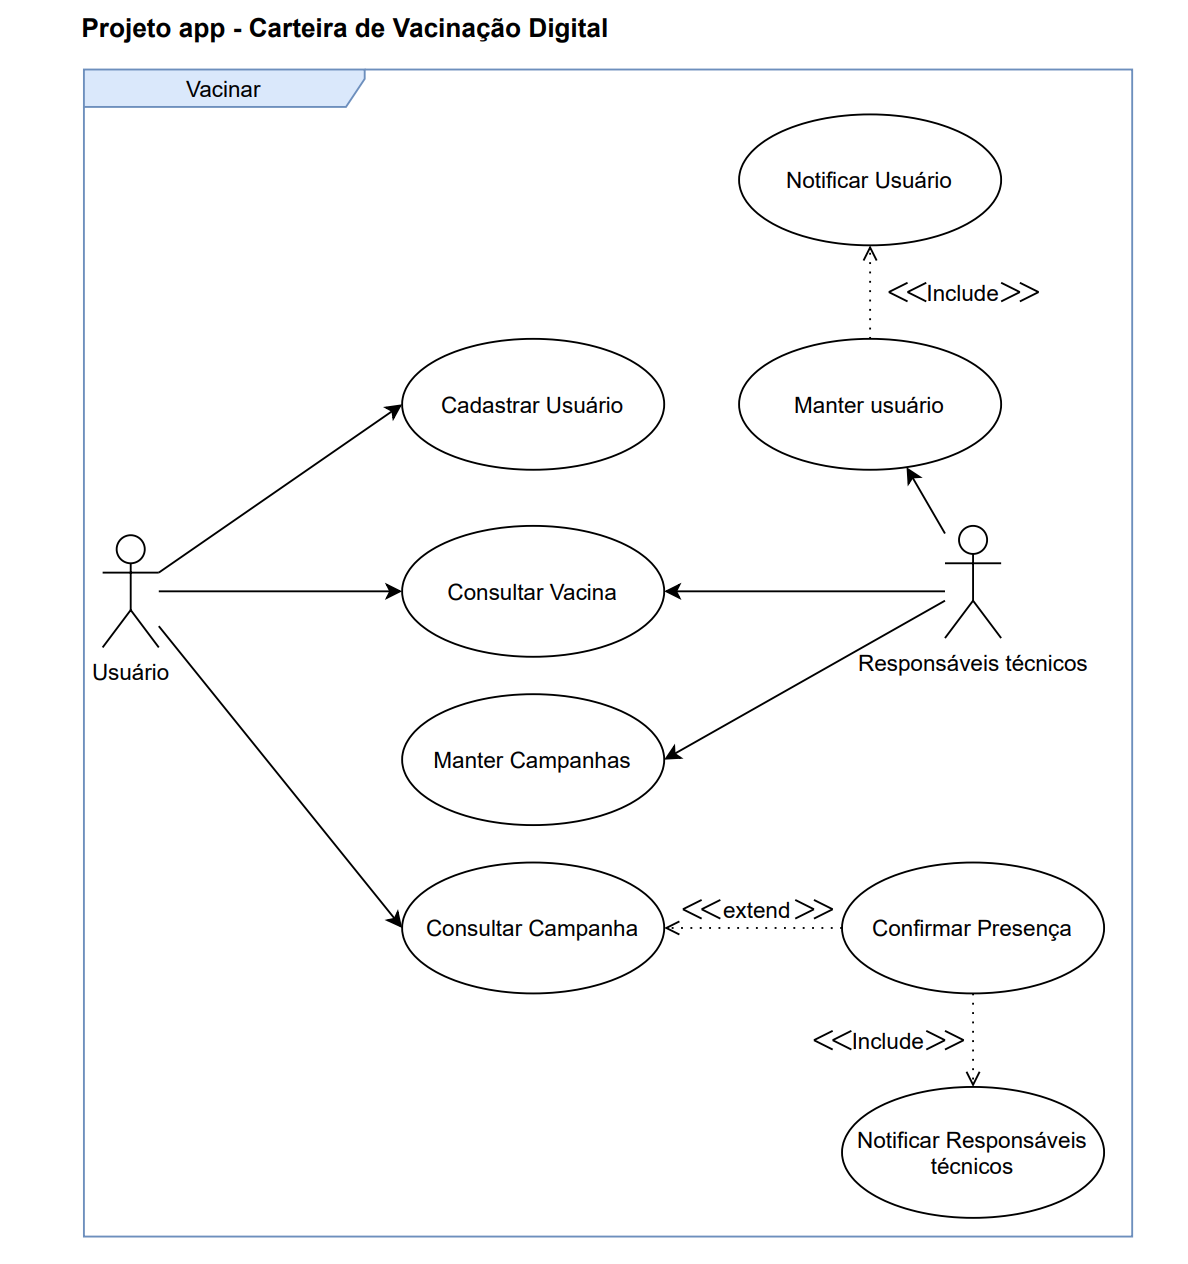 Projeto app - Carteira de Vacinação Digital
Vacinar
Notificar Usuário
<<Include>>
Cadastrar Usuário
Manter usuário
Consultar Vacina
Usuário
Responsáveis técnicos
Manter Campanhas
Consultar Campanha
<<extend>>
Confirmar Presença
<<Include>>
Notificar Responsáveis
técnicos